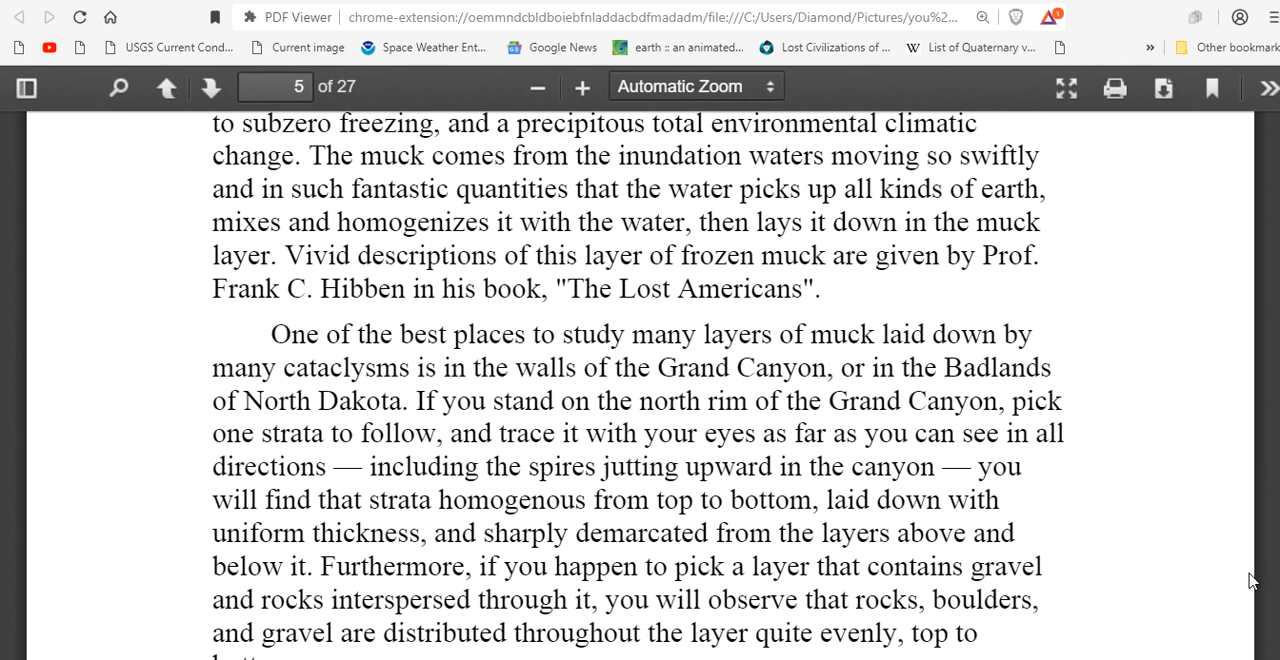 PDF Viewer
chrome-extension://oemmndcbldboiebfnladdacbdfmadadm/file:///C:/Users/Diamond/Pictures/you%2...
1
USGS Current Cond...
Current image
Space Weather Ent...
Google News
earth :: an animated...
Lost Civilizations of ...
W List of Quaternary v...
»
Other bookmark
5 of 27
Automatic Zoom
to subzero freezing, and a precipitous total environmental climatic
change. The muck comes from the inundation waters moving so swiftly
and in such fantastic quantities that the water picks up all kinds of earth,
mixes and homogenizes it with the water, then lays it down in the muck
layer. Vivid descriptions of this layer of frozen muck are given by Prof.
Frank C. Hibben in his book, "The Lost Americans".
One of the best places to study many layers of muck laid down by
many cataclysms is in the walls of the Grand Canyon, or in the Badlands
of North Dakota. If you stand on the north rim of the Grand Canyon, pick
one strata to follow, and trace it with your eyes as far as you can see in all
directions — including the spires jutting upward in the canyon — you
will find that strata homogenous from top to bottom, laid down with
uniform thickness, and sharply demarcated from the layers above and
below it. Furthermore, if you happen to pick a layer that contains gravel
and rocks interspersed through it, you will observe that rocks, boulders,
and gravel are distributed throughout the layer quite evenly, top to